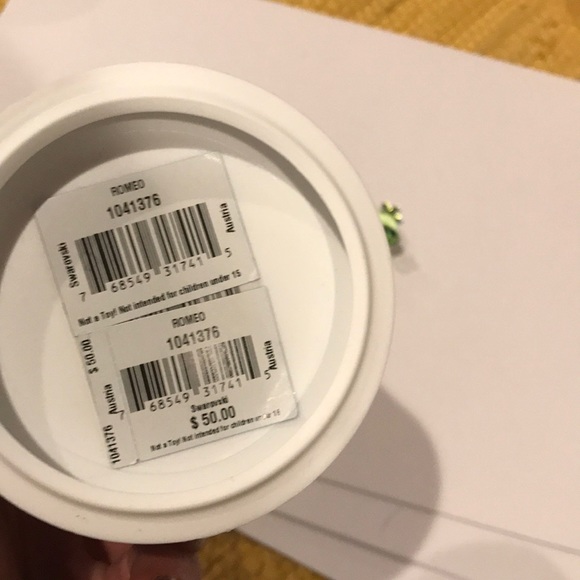 ROMEO
1041376
Swarovski
Austria
7 68549 31741 5
Not a Toy! Not intended for children under 15
ROMEO
1041376
$ 50.00
Austria
1041376
7 68549 31741 5
Austria
Swarovski
$ 50.00
Not a Toy! Not intended for children 15